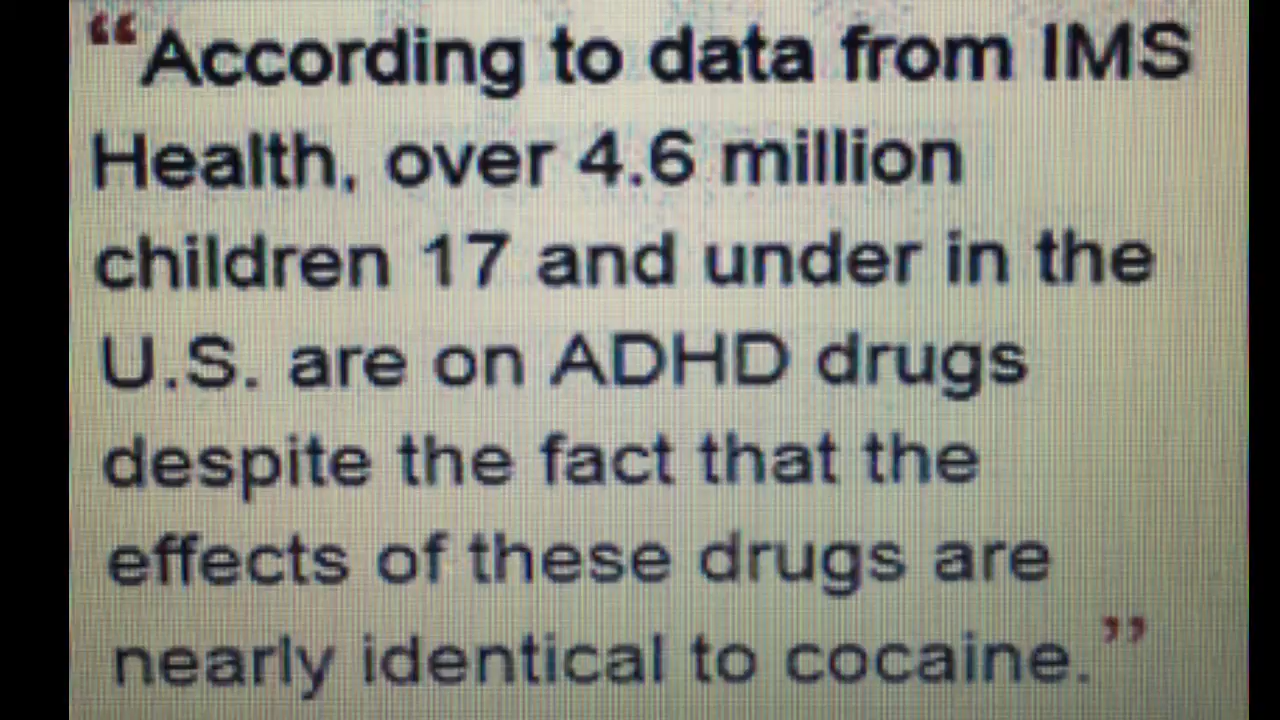 “According to data from IMS
Health, over 4.6 million
children 17 and under in the
U.S. are on ADHD drugs
despite the fact that the
effects of these drugs are
nearly identical to cocaine.”